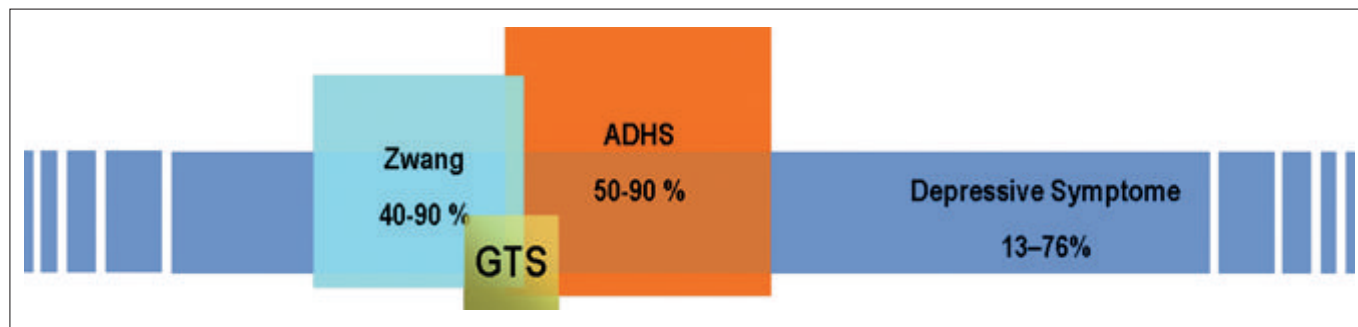 Zwang
40-90 %
GTS
ADHS
50-90 %
Depressive Symptome
13–76%